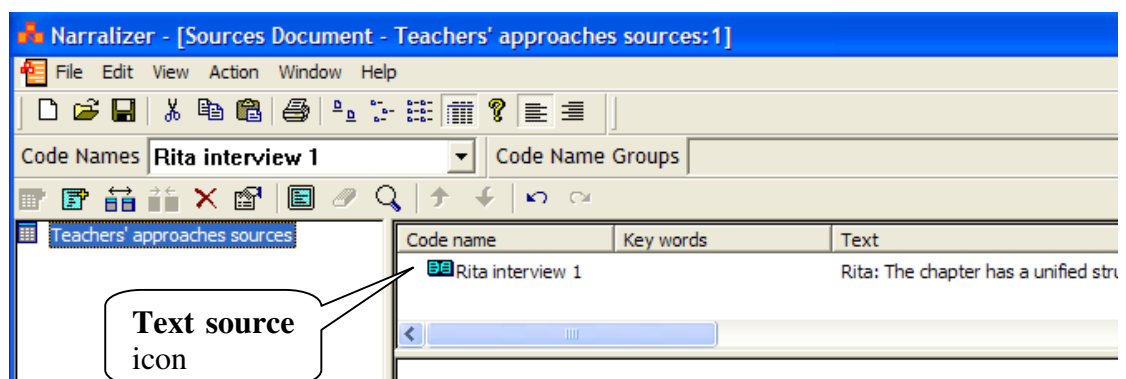 Narralizer - [Sources Document - Teachers' approaches sources:1]
File Edit View Action Window Help
Code Names Rita interview 1 Code Name Groups
Teachers' approaches sources
Code name Key words Text
Rita interview 1 Rita: The chapter has a unified stru
Text source
icon